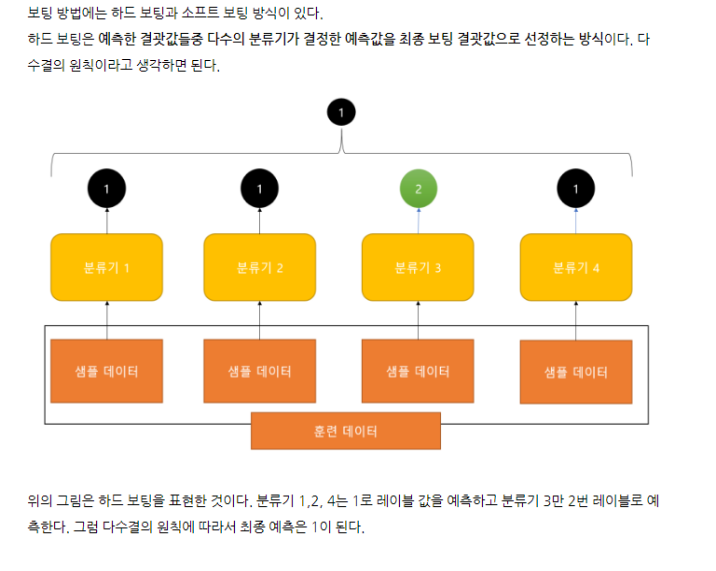 보팅 방법에는 하드 보팅과 소프트 보팅 방식이 있다.
하드 보팅은 예측한 결괏값들중 다수의 분류기가 결정한 예측값을 최종 보팅 결괏값으로 선정하는 방식이다. 다
수결의 원칙이라고 생각하면 된다.
1
1 1 2 1
분류기 1 분류기 2 분류기 3 분류기 4
샘플 데이터 샘플 데이터 샘플 데이터 샘플 데이터
훈련 데이터
위의 그림은 하드 보팅을 표현한 것이다. 분류기 1,2, 4는 1로 레이블 값을 예측하고 분류기 3만 2번 레이블로 예
측한다. 그럼 다수결의 원칙에 따라서 최종 예측은 1이 된다.